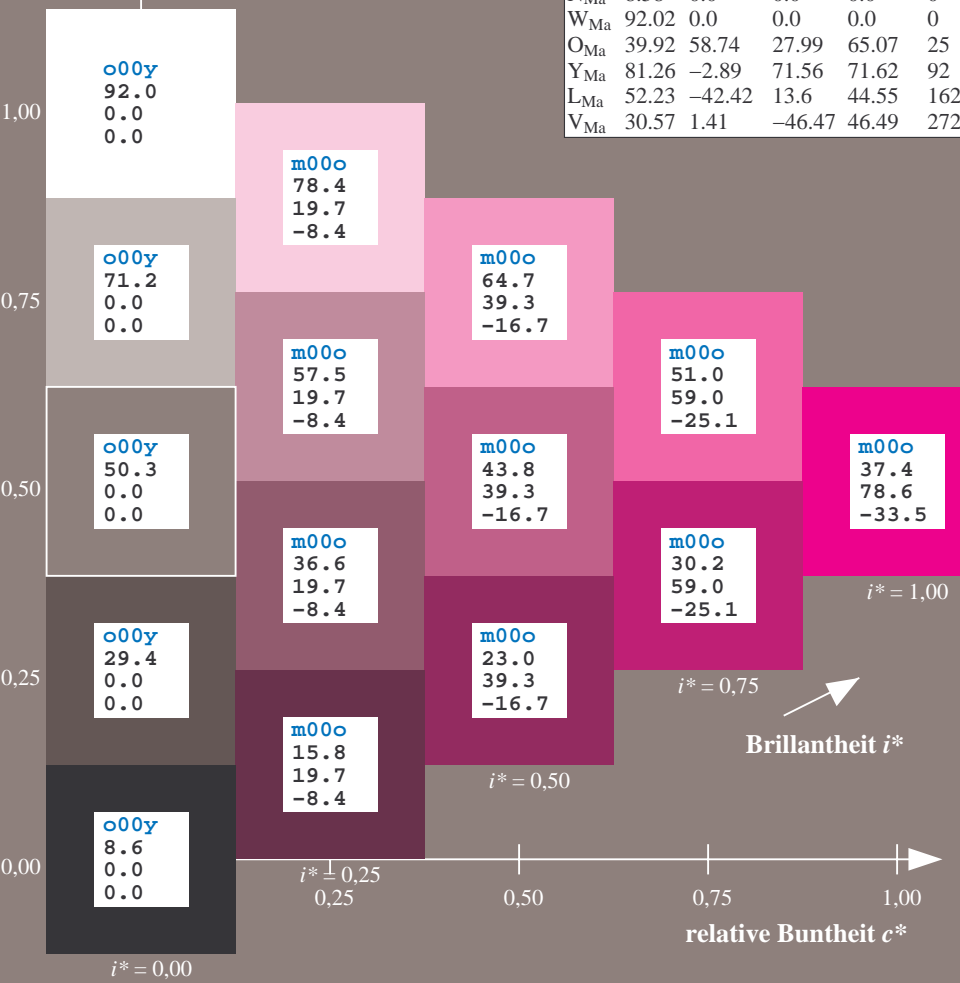 W_Ma 92.02 0.0 0.0 0.0 0
O_Ma 39.92 58.74 27.99 65.07 25
Y_Ma 81.26 –2.89 71.56 71.62 92
L_Ma 52.23 –42.42 13.6 44.55 162
V_Ma 30.57 1.41 –46.47 46.49 272
o00y
92.0
0.0
0.0
1,00
m00o
78.4
19.7
-8.4
o00y
71.2
0.0
0.0
m00o
64.7
39.3
-16.7
0,75
m00o
57.5
19.7
-8.4
m00o
51.0
59.0
-25.1
o00y
50.3
0.0
0.0
m00o
43.8
39.3
-16.7
m00o
37.4
78.6
-33.5
0,50
m00o
36.6
19.7
-8.4
m00o
30.2
59.0
-25.1
i* = 1,00
o00y
29.4
0.0
0.0
m00o
23.0
39.3
-16.7
0,25
i* = 0,75
m00o
15.8
19.7
-8.4
Brillantheit i*
i* = 0,50
o00y
8.6
0.0
0.0
0,00
i* = 0,25
0,25 0,50 0,75 1,00
relative Buntheit c*
i* = 0,00